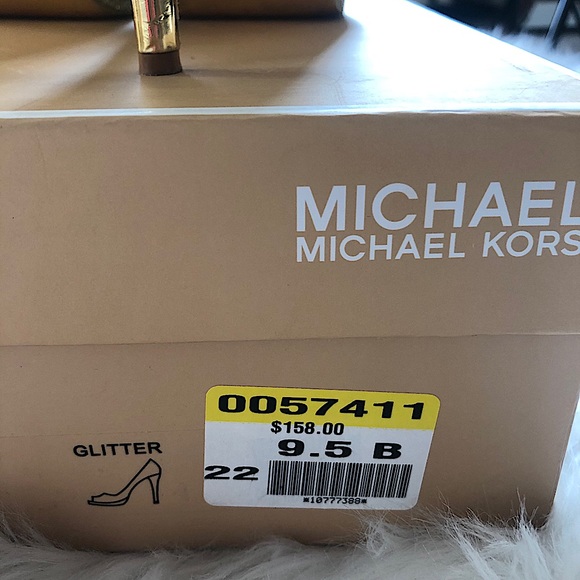 MICHAEL
MICHAEL KORS
0057411
$158.00
9.5 B
22
*10777388*
GLITTER